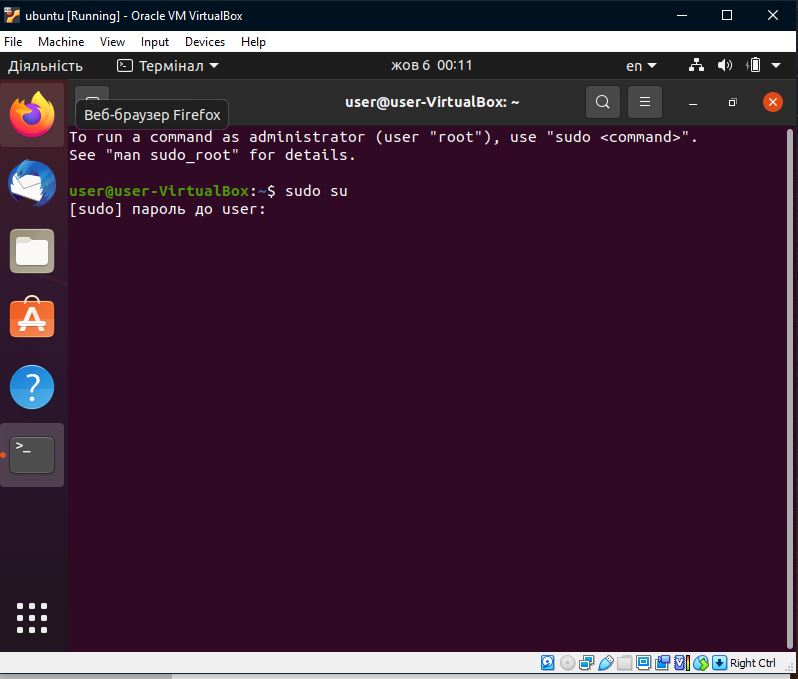 ubuntu [Running] - Oracle VM VirtualBox
File Machine View Input Devices Help
Діяльність Термінал жов 6 00:11 en
user@user-VirtualBox: ~
Веб-браузер Firefox
To run a command as administrator (user "root"), use "sudo <command>".
See "man sudo_root" for details.
user@user-VirtualBox:~$ sudo su
[sudo] пароль до user:
>_
Right Ctrl